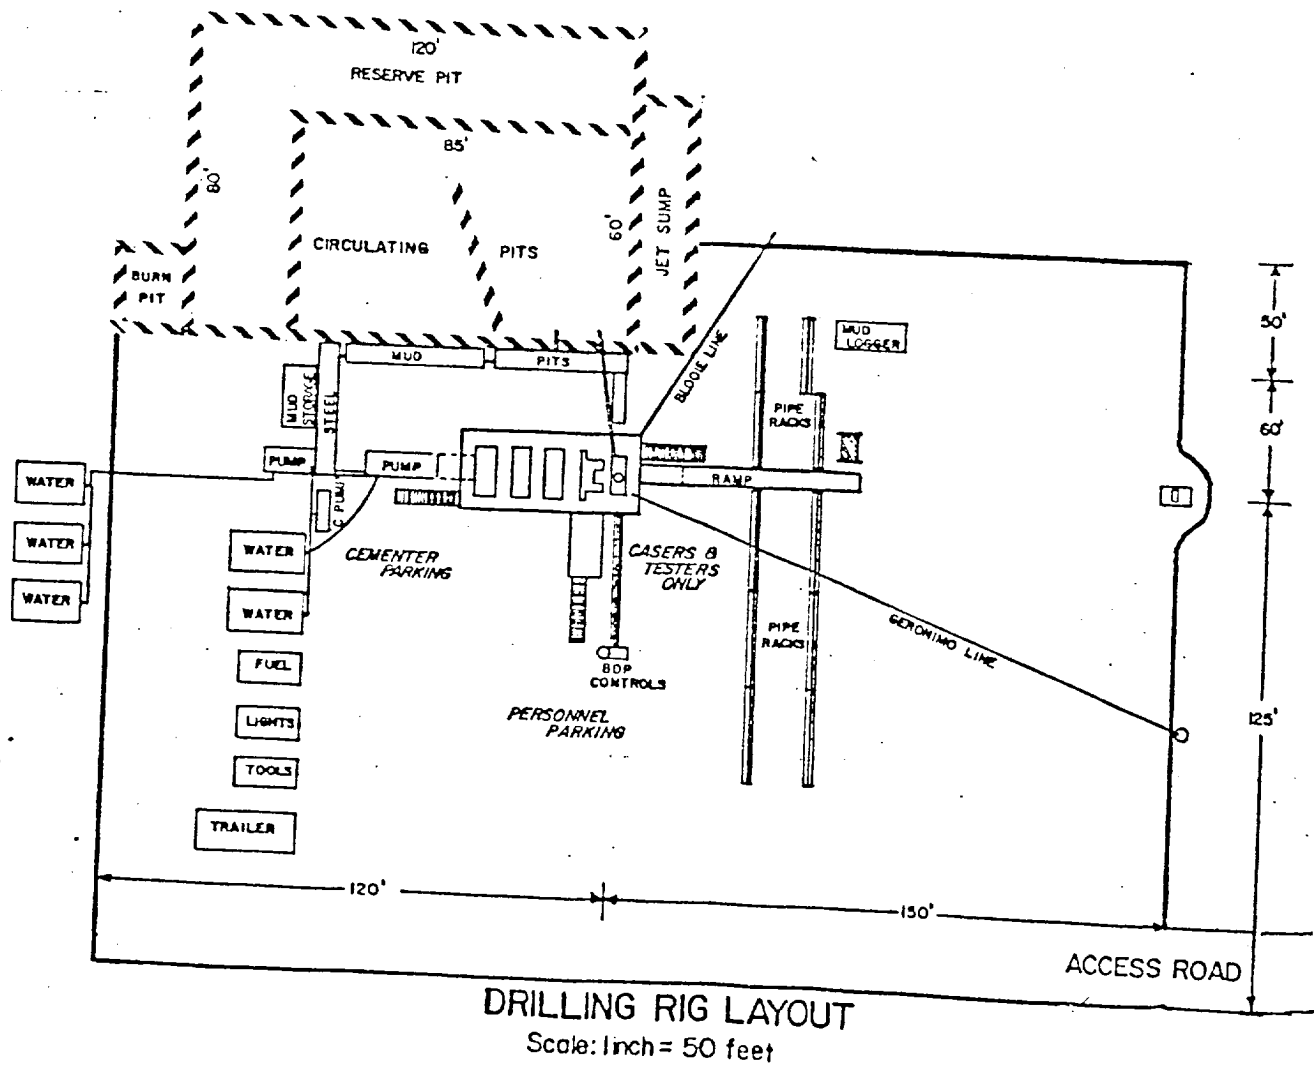 120'
RESERVE PIT
85'
80'
60'
JET SUMP
CIRCULATING
PITS
BURN
PIT
MUD
PITS
BLOOIE LINE
MUD
LOGGER
50'
MUD
STORAGE
STEEL
PIPE
RACKS
60'
PUMP
PUMP
RAMP
WATER
WATER
WATER
C PUMP
WATER
WATER
CEMENTER
PARKING
CASERS &
TESTERS
ONLY
GERONIMO LINE
PIPE
RACKS
FUEL
BOP
CONTROLS
LIGHTS
PERSONNEL
PARKING
125'
TOOLS
TRAILER
120'
150'
ACCESS ROAD
DRILLING RIG LAYOUT
Scale: 1 inch = 50 feet